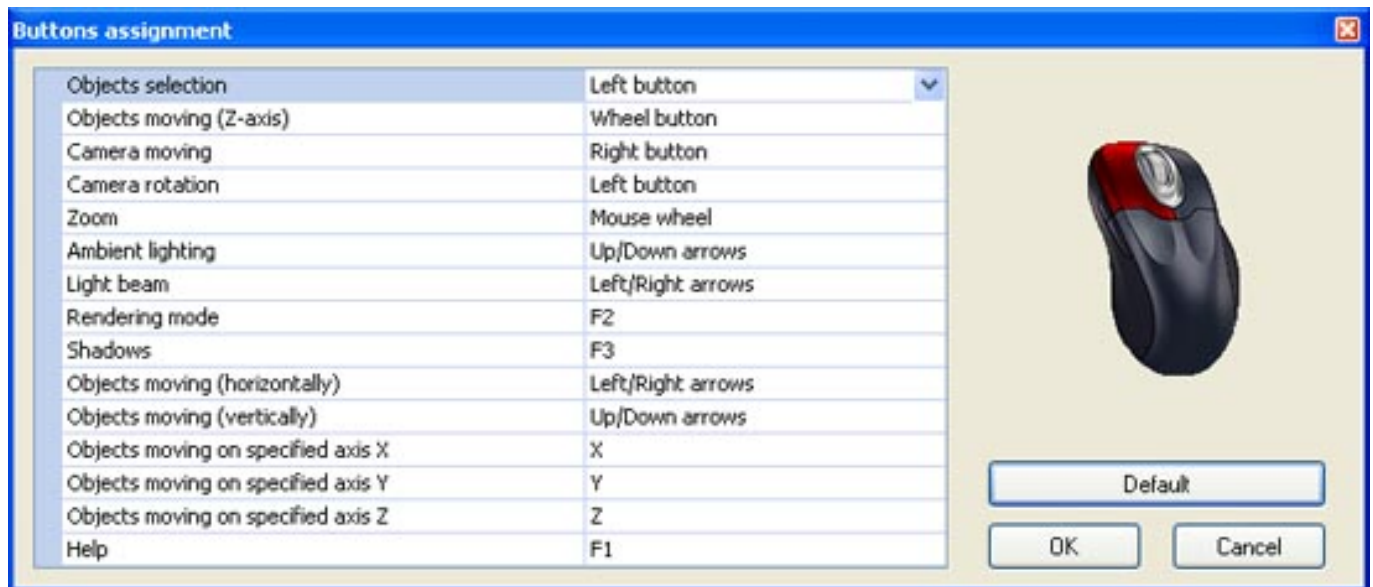 Buttons assignment
Objects selection Left button
Objects moving (Z-axis) Wheel button
Camera moving Right button
Camera rotation Left button
Zoom Mouse wheel
Ambient lighting Up/Down arrows
Light beam Left/Right arrows
Rendering mode F2
Shadows F3
Objects moving (horizontally) Left/Right arrows
Objects moving (vertically) Up/Down arrows
Objects moving on specified axis X X
Objects moving on specified axis Y Y
Objects moving on specified axis Z Z
Help F1
Default
OK Cancel